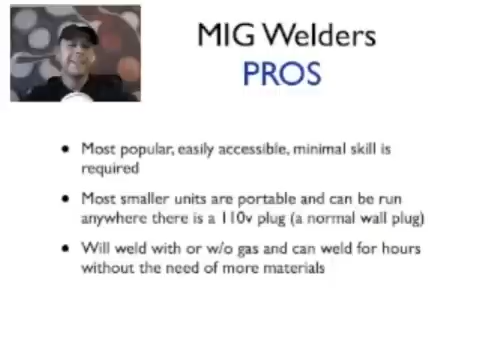 MIG Welders
PROS
• Most popular, easily accessible, minimal skill is
required
• Most smaller units are portable and can be run
anywhere there is a 110v plug (a normal wall plug)
• Will weld with or w/o gas and can weld for hours
without the need of more materials